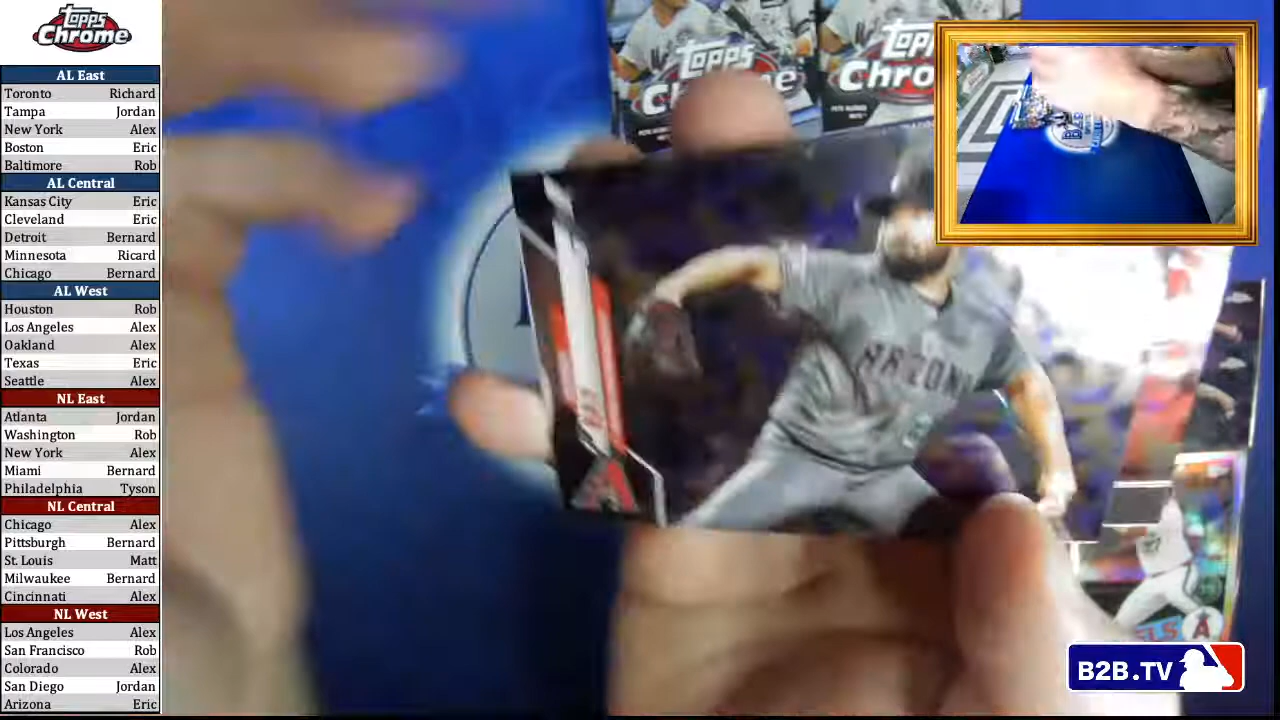 Topps
Chrome
AL East
Toronto Richard
Tampa Jordan
New York Alex
Boston Eric
Baltimore Rob
AL Central
Kansas City Eric
Cleveland Eric
Detroit Bernard
Minnesota Ricard
Chicago Bernard
AL West
Houston Rob
Los Angeles Alex
Oakland Alex
Texas Eric
Seattle Alex
NL East
Atlanta Jordan
Washington Rob
New York Alex
Miami Bernard
Philadelphia Tyson
NL Central
Chicago Alex
Pittsburgh Bernard
St. Louis Matt
Milwaukee Bernard
Cincinnati Alex
NL West
Los Angeles Alex
San Francisco Rob
Colorado Alex
San Diego Jordan
Arizona Eric
Topps
Chrome
B2B.TV